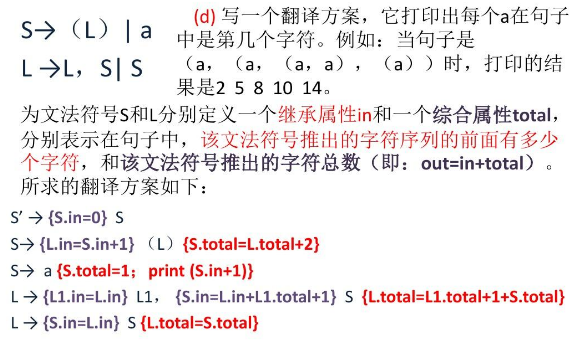 S→ （L）| a
L →L，S| S
(d) 写一个翻译方案，它打印出每个a在句子
中是第几个字符。例如：当句子是
（a，（a，（a，a），（a））时，打印的结
果是2 5 8 10 14。
为文法符号S和L分别定义一个继承属性in和一个综合属性total，
分别表示在句子中，该文法符号推出的字符序列的前面有多少
个字符，和该文法符号推出的字符总数（即：out=in+total）。
所求的翻译方案如下：
S’ → {S.in=0} S
S→ {L.in=S.in+1} （L）{S.total=L.total+2}
S→ a {S.total=1；print (S.in+1)}
L → {L1.in=L.in} L1， {S.in=L.in+L1.total+1} S {L.total=L1.total+1+S.total}
L → {S.in=L.in} S {L.total=S.total}